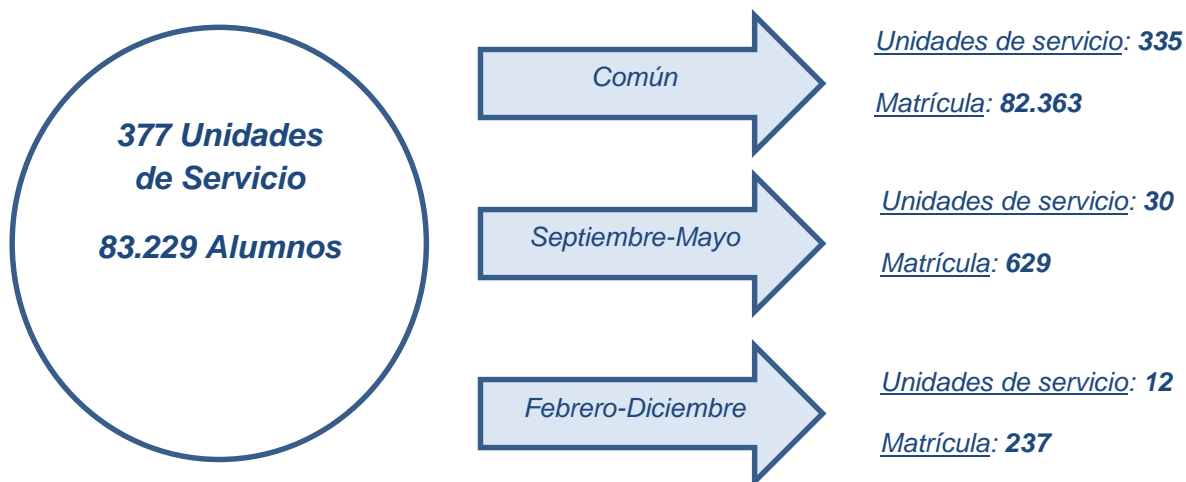 377 Unidades
de Servicio
83.229 Alumnos
Común
Unidades de servicio: 335
Matrícula: 82.363
Septiembre-Mayo
Unidades de servicio: 30
Matrícula: 629
Febrero-Diciembre
Unidades de servicio: 12
Matrícula: 237